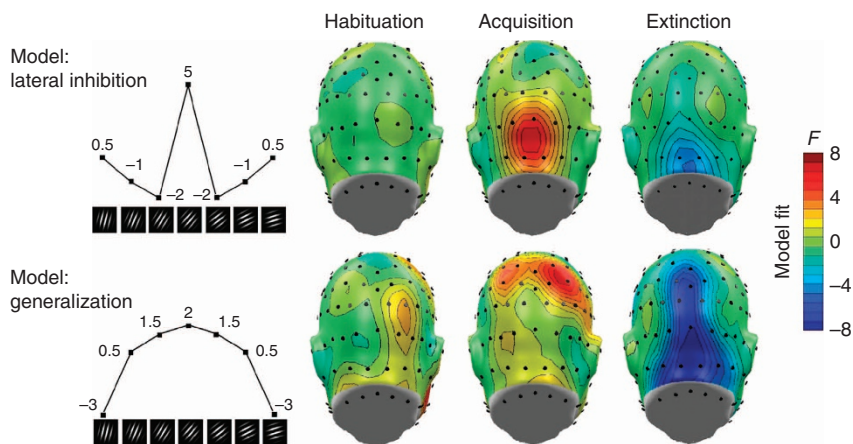 Habituation Acquisition Extinction
Model:
lateral inhibition
5
0.5 0.5
–1 –1
–2 –2
F
8
4
0
–4
–8
Model fit
Model:
generalization
2
1.5 1.5
0.5 0.5
–3 –3